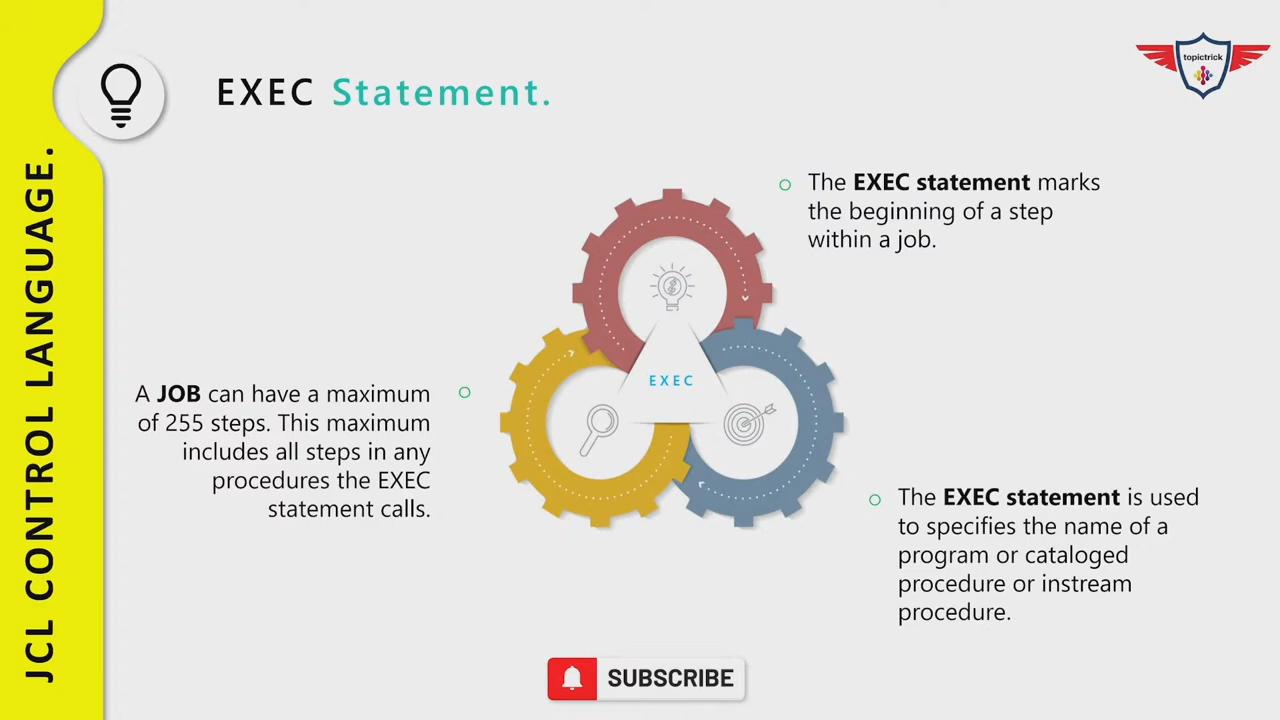 EXEC Statement.
topictrick
JCL CONTROL LANGUAGE.
The EXEC statement marks
the beginning of a step
within a job.
EXEC
A JOB can have a maximum
of 255 steps. This maximum
includes all steps in any
procedures the EXEC
statement calls.
The EXEC statement is used
to specifies the name of a
program or cataloged
procedure or instream
procedure.
SUBSCRIBE